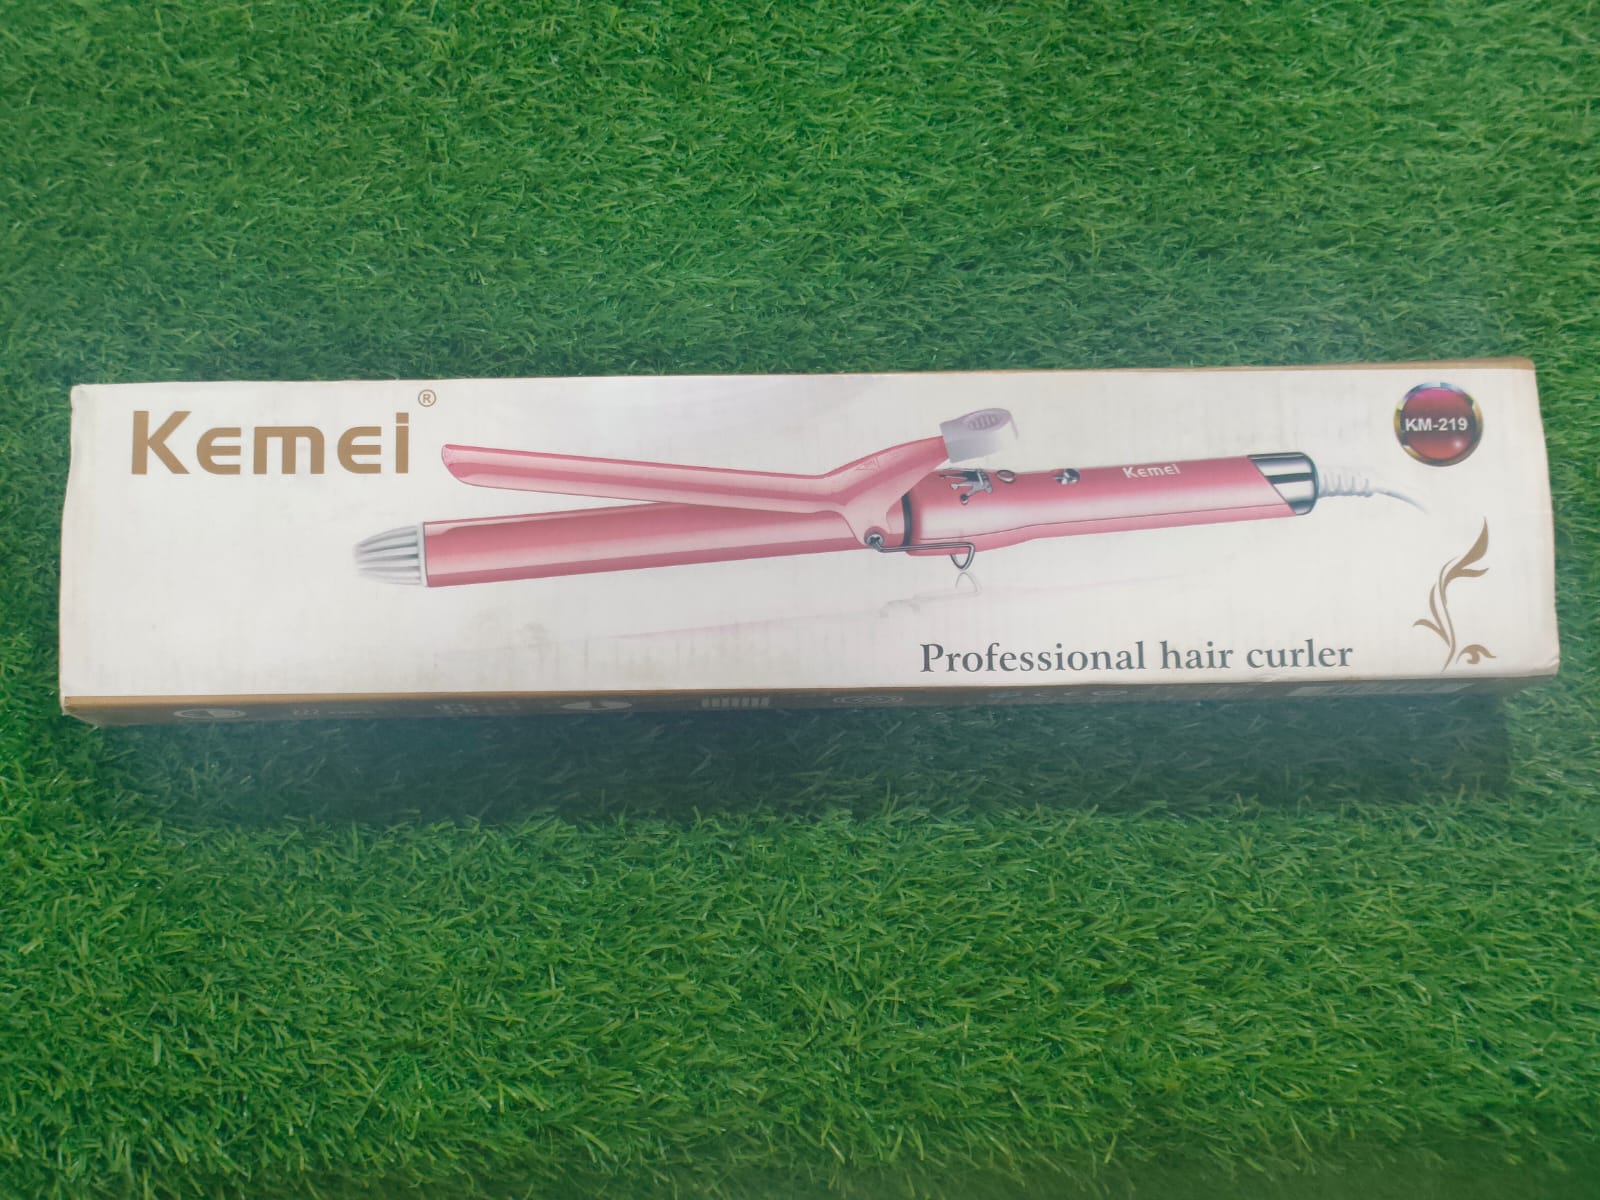 Kemei®
KM-219
Kemei
Professional hair curler